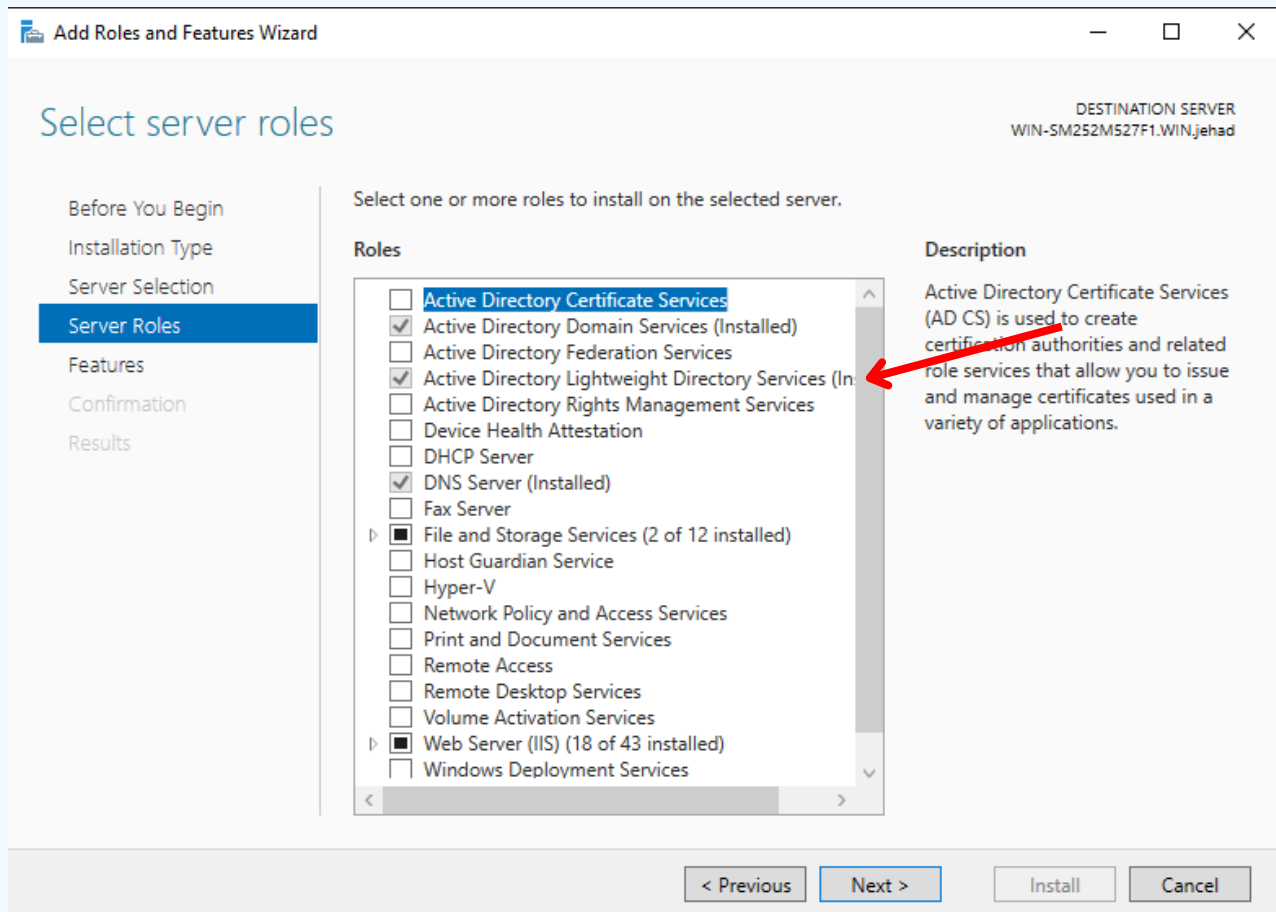 Add Roles and Features Wizard
Select server roles
DESTINATION SERVER
WIN-SM252M527F1.WIN.jehad
Before You Begin
Installation Type
Server Selection
Server Roles
Features
Confirmation
Results
Select one or more roles to install on the selected server.
Roles
Active Directory Certificate Services
Active Directory Domain Services (Installed)
Active Directory Federation Services
Active Directory Lightweight Directory Services (In
Active Directory Rights Management Services
Device Health Attestation
DHCP Server
DNS Server (Installed)
Fax Server
File and Storage Services (2 of 12 installed)
Host Guardian Service
Hyper-V
Network Policy and Access Services
Print and Document Services
Remote Access
Remote Desktop Services
Volume Activation Services
Web Server (IIS) (18 of 43 installed)
Windows Deployment Services
Description
Active Directory Certificate Services
(AD CS) is used to create
certification authorities and related
role services that allow you to issue
and manage certificates used in a
variety of applications.
< Previous
Next >
Install
Cancel